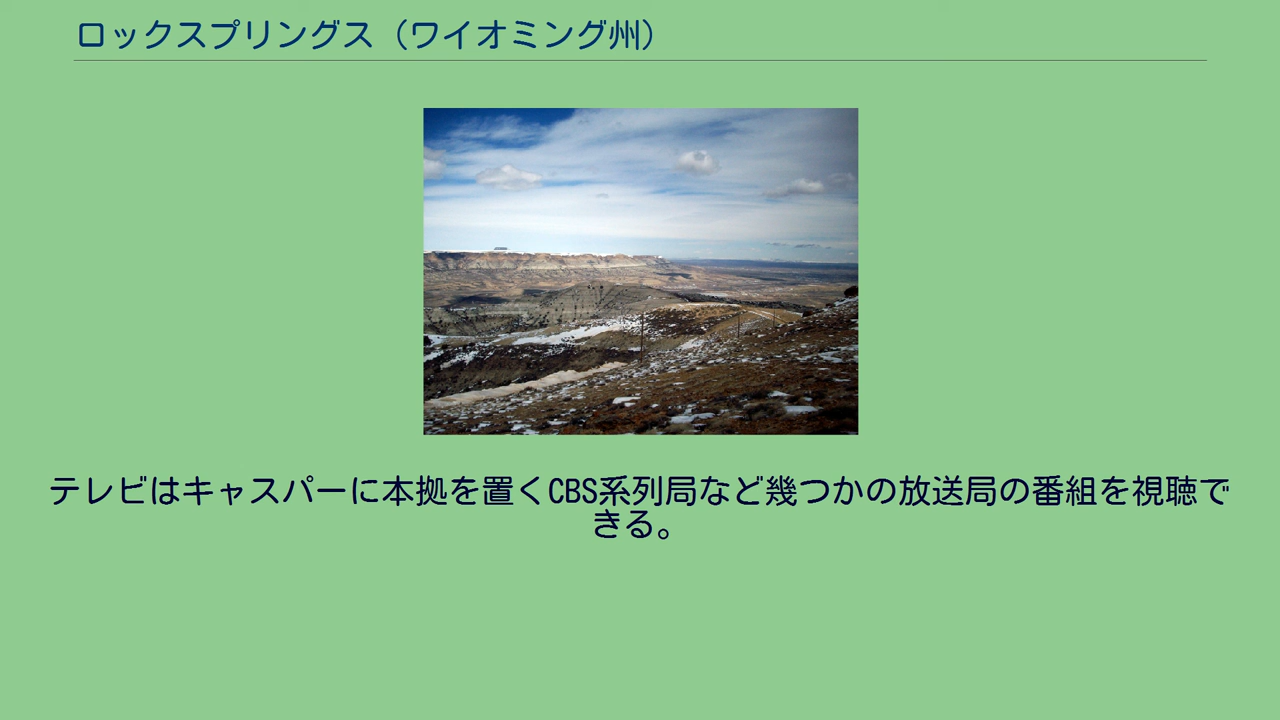 ロックスプリングス（ワイオミング州）
テレビはキャスパーに本拠を置くCBS系列局など幾つかの放送局の番組を視聴で
きる。